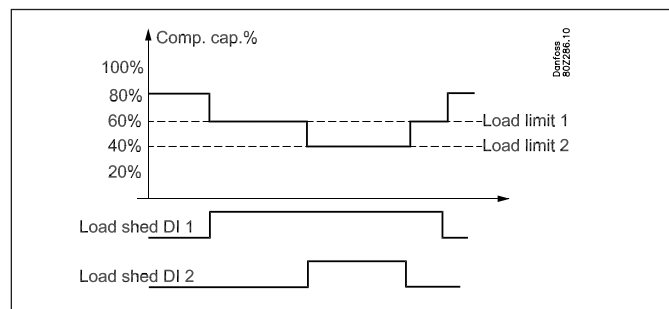 Comp. cap.%
Danfoss
80Z286.10
100%
80%
60%
Load limit 1
40%
Load limit 2
20%
Load shed DI 1
Load shed DI 2